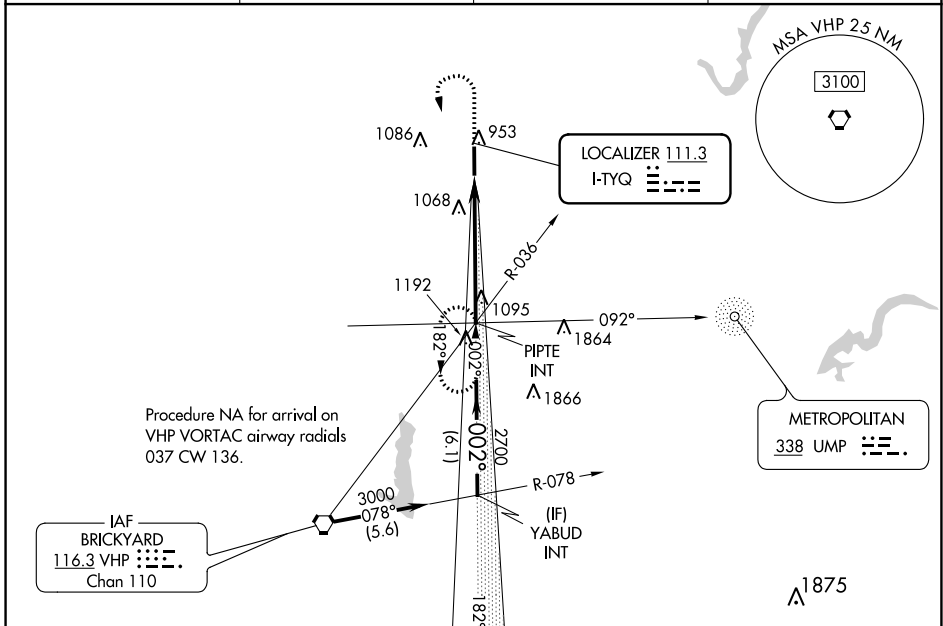 MSA VHP 25 NM
3100
1086
953
LOCALIZER 111.3
I-TYQ
1068
R-036
1192
1095
092°
1864
182°
002°
PIPTE
INT
1866
METROPOLITAN
338 UMP
Procedure NA for arrival on
VHP VORTAC airway radials
037 CW 136.
002°
(6.1)
2700
R-078
3000
078°
(5.6)
(IF)
YABUD
INT
IAF
BRICKYARD
116.3 VHP
Chan 110
1875
182°